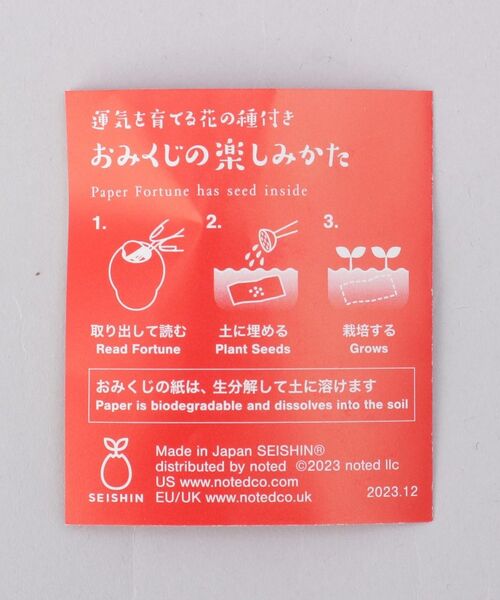 運気を育てる花の種付き
おみくじの楽しみかた
Paper Fortune has seed inside
1. 2. 3.
取り出して読む 土に埋める 栽培する
Read Fortune Plant Seeds Grows
おみくじの紙は、生分解して土に溶けます
Paper is biodegradable and dissolves into the soil
Made in Japan SEISHIN®
distributed by noted ©2023 noted llc
US www.notedco.com
EU/UK www.notedco.uk
SEISHIN
2023.12